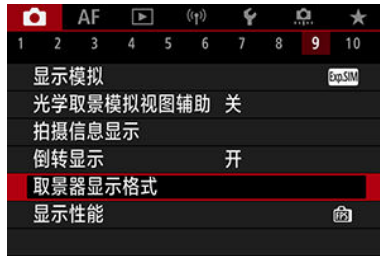 AF
1 2 3 4 5 6 7 8 9 10
显示模拟 Exp.SIM
光学取景模拟视图辅助 关
拍摄信息显示
倒转显示 开
取景器显示格式
显示性能 FPS